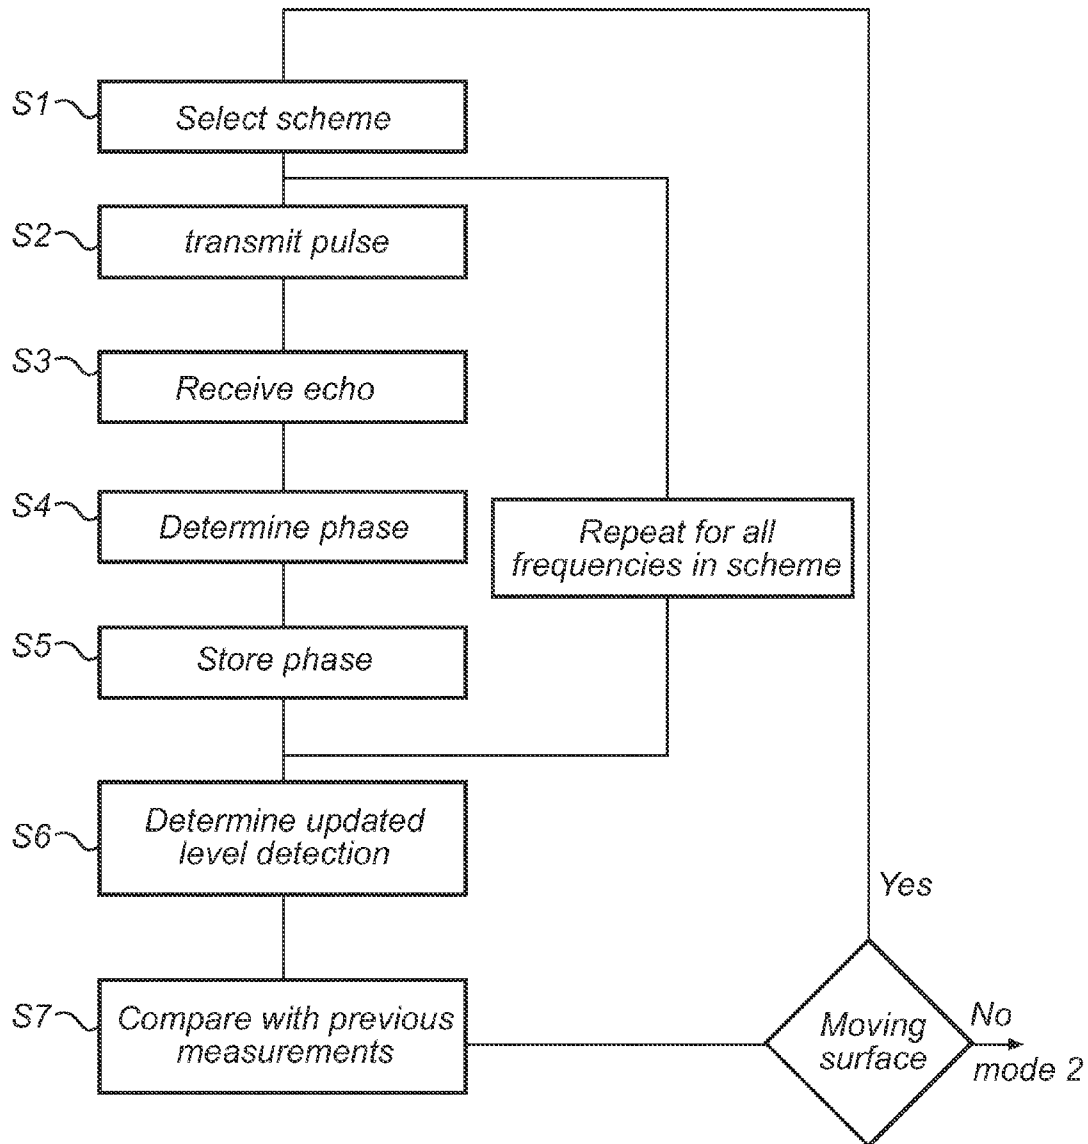 S1
Select scheme
S2
transmit pulse
S3
Receive echo
S4
Determine phase
Repeat for all
frequencies in scheme
S5
Store phase
S6
Determine updated
level detection
Yes
S7
Compare with previous
measurements
Moving
surface
No
mode 2